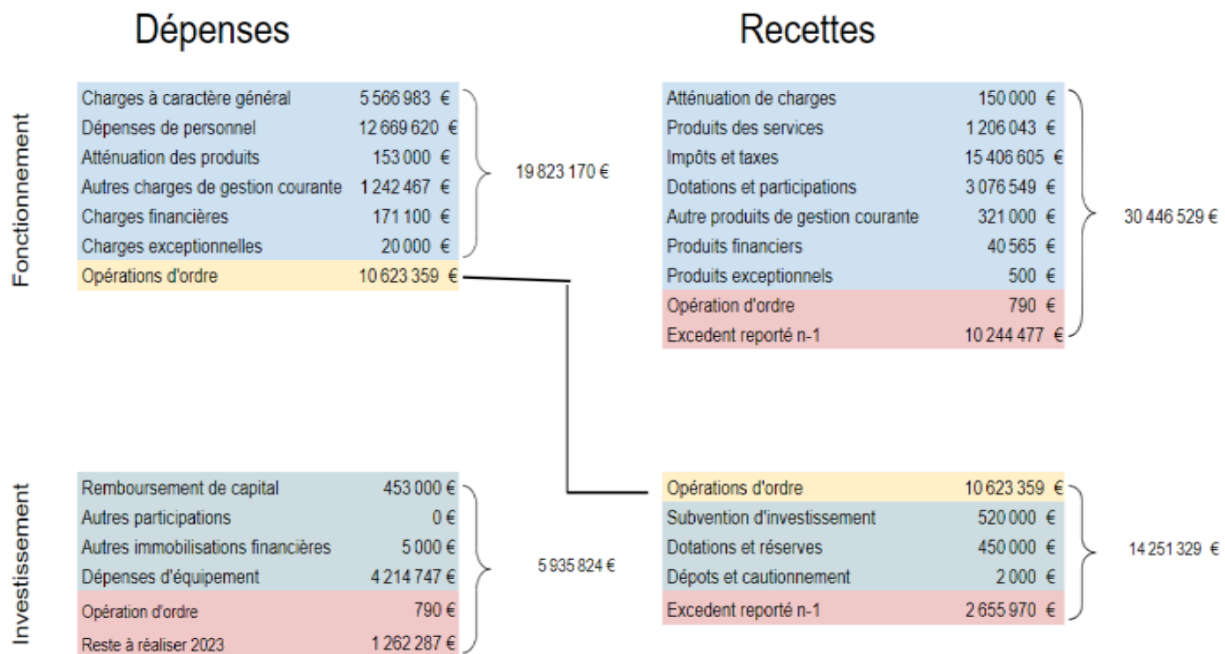 Dépenses
Recettes
Fonctionnement
Charges à caractère général 5 566 983 €
Dépenses de personnel 12 669 620 €
Atténuation des produits 153 000 €
Autres charges de gestion courante 1 242 467 €
Charges financières 171 100 €
Charges exceptionnelles 20 000 €
Opérations d'ordre 10 623 359 €
19 823 170 €
Atténuation de charges 150 000 €
Produits des services 1 206 043 €
Impôts et taxes 15 406 605 €
Dotations et participations 3 076 549 €
Autre produits de gestion courante 321 000 €
Produits financiers 40 565 €
Produits exceptionnels 500 €
Opération d'ordre 790 €
Excedent reporté n-1 10 244 477 €
30 446 529 €
Investissement
Remboursement de capital 453 000 €
Autres participations 0 €
Autres immobilisations financières 5 000 €
Dépenses d'équipement 4 214 747 €
Opération d'ordre 790 €
Reste à réaliser 2023 1 262 287 €
5 935 824 €
Opérations d'ordre 10 623 359 €
Subvention d'investissement 520 000 €
Dotations et réserves 450 000 €
Dépots et cautionnement 2 000 €
Excedent reporté n-1 2 655 970 €
14 251 329 €